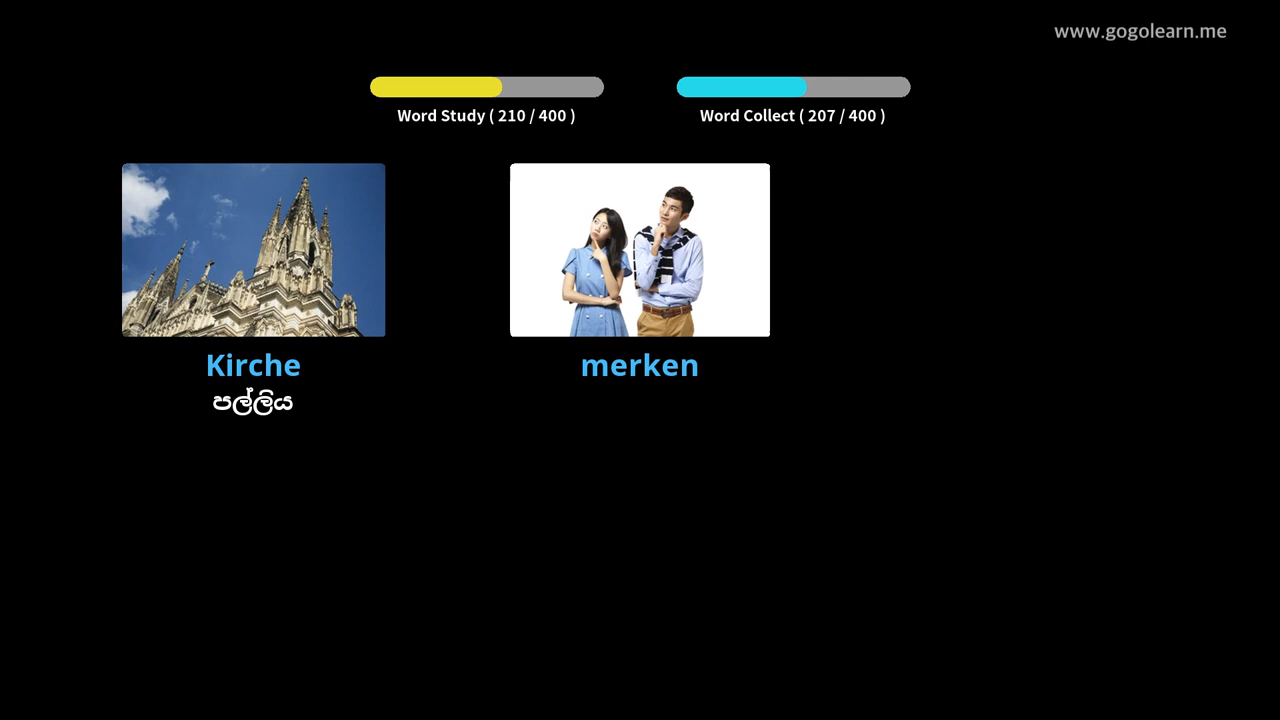 www.gogolearn.me
Word Study ( 210 / 400 )
Word Collect ( 207 / 400 )
Kirche
පල්ලිය
merken